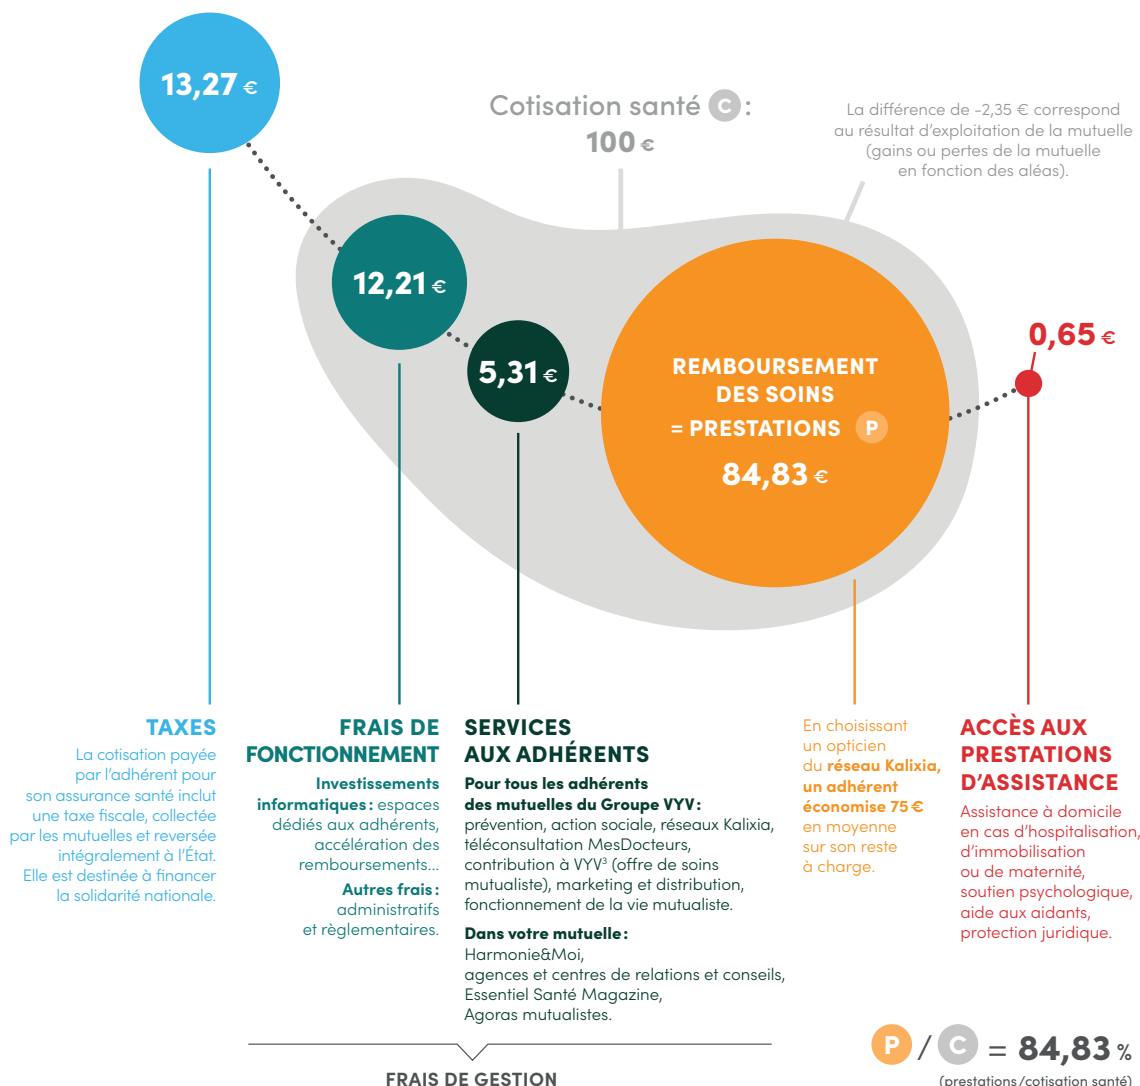 13,27 €
Cotisation santé C :
100 €
La différence de -2,35 € correspond
au résultat d’exploitation de la mutuelle
(gains ou pertes de la mutuelle
en fonction des aléas).
12,21 €
5,31 €
REMBOURSEMENT
DES SOINS
= PRESTATIONS P
84,83 €
0,65 €
TAXES
La cotisation payée
par l’adhérent pour
son assurance santé inclut
une taxe fiscale, collectée
par les mutuelles et reversée
intégralement à l’État.
Elle est destinée à financer
la solidarité nationale.
FRAIS DE
FONCTIONNEMENT
Investissements
informatiques : espaces
dédiés aux adhérents,
accélération des
remboursements...
Autres frais :
administratifs
et règlementaires.
SERVICES
AUX ADHÉRENTS
Pour tous les adhérents
des mutuelles du Groupe VYV :
prévention, action sociale, réseaux Kalixia,
téléconsultation MesDocteurs,
contribution à VYV³ (offre de soins
mutualiste), marketing et distribution,
fonctionnement de la vie mutualiste.
Dans votre mutuelle :
Harmonie&Moi,
agences et centres de relations et conseils,
Essentiel Santé Magazine,
Agoras mutualistes.
En choisissant
un opticien
du réseau Kalixia,
un adhérent
économise 75 €
en moyenne
sur son reste
à charge.
ACCÈS AUX
PRESTATIONS
D’ASSISTANCE
Assistance à domicile
en cas d’hospitalisation,
d’immobilisation
ou de maternité,
soutien psychologique,
aide aux aidants,
protection juridique.
FRAIS DE GESTION
P / C = 84,83 %
(prestations/cotisation santé)